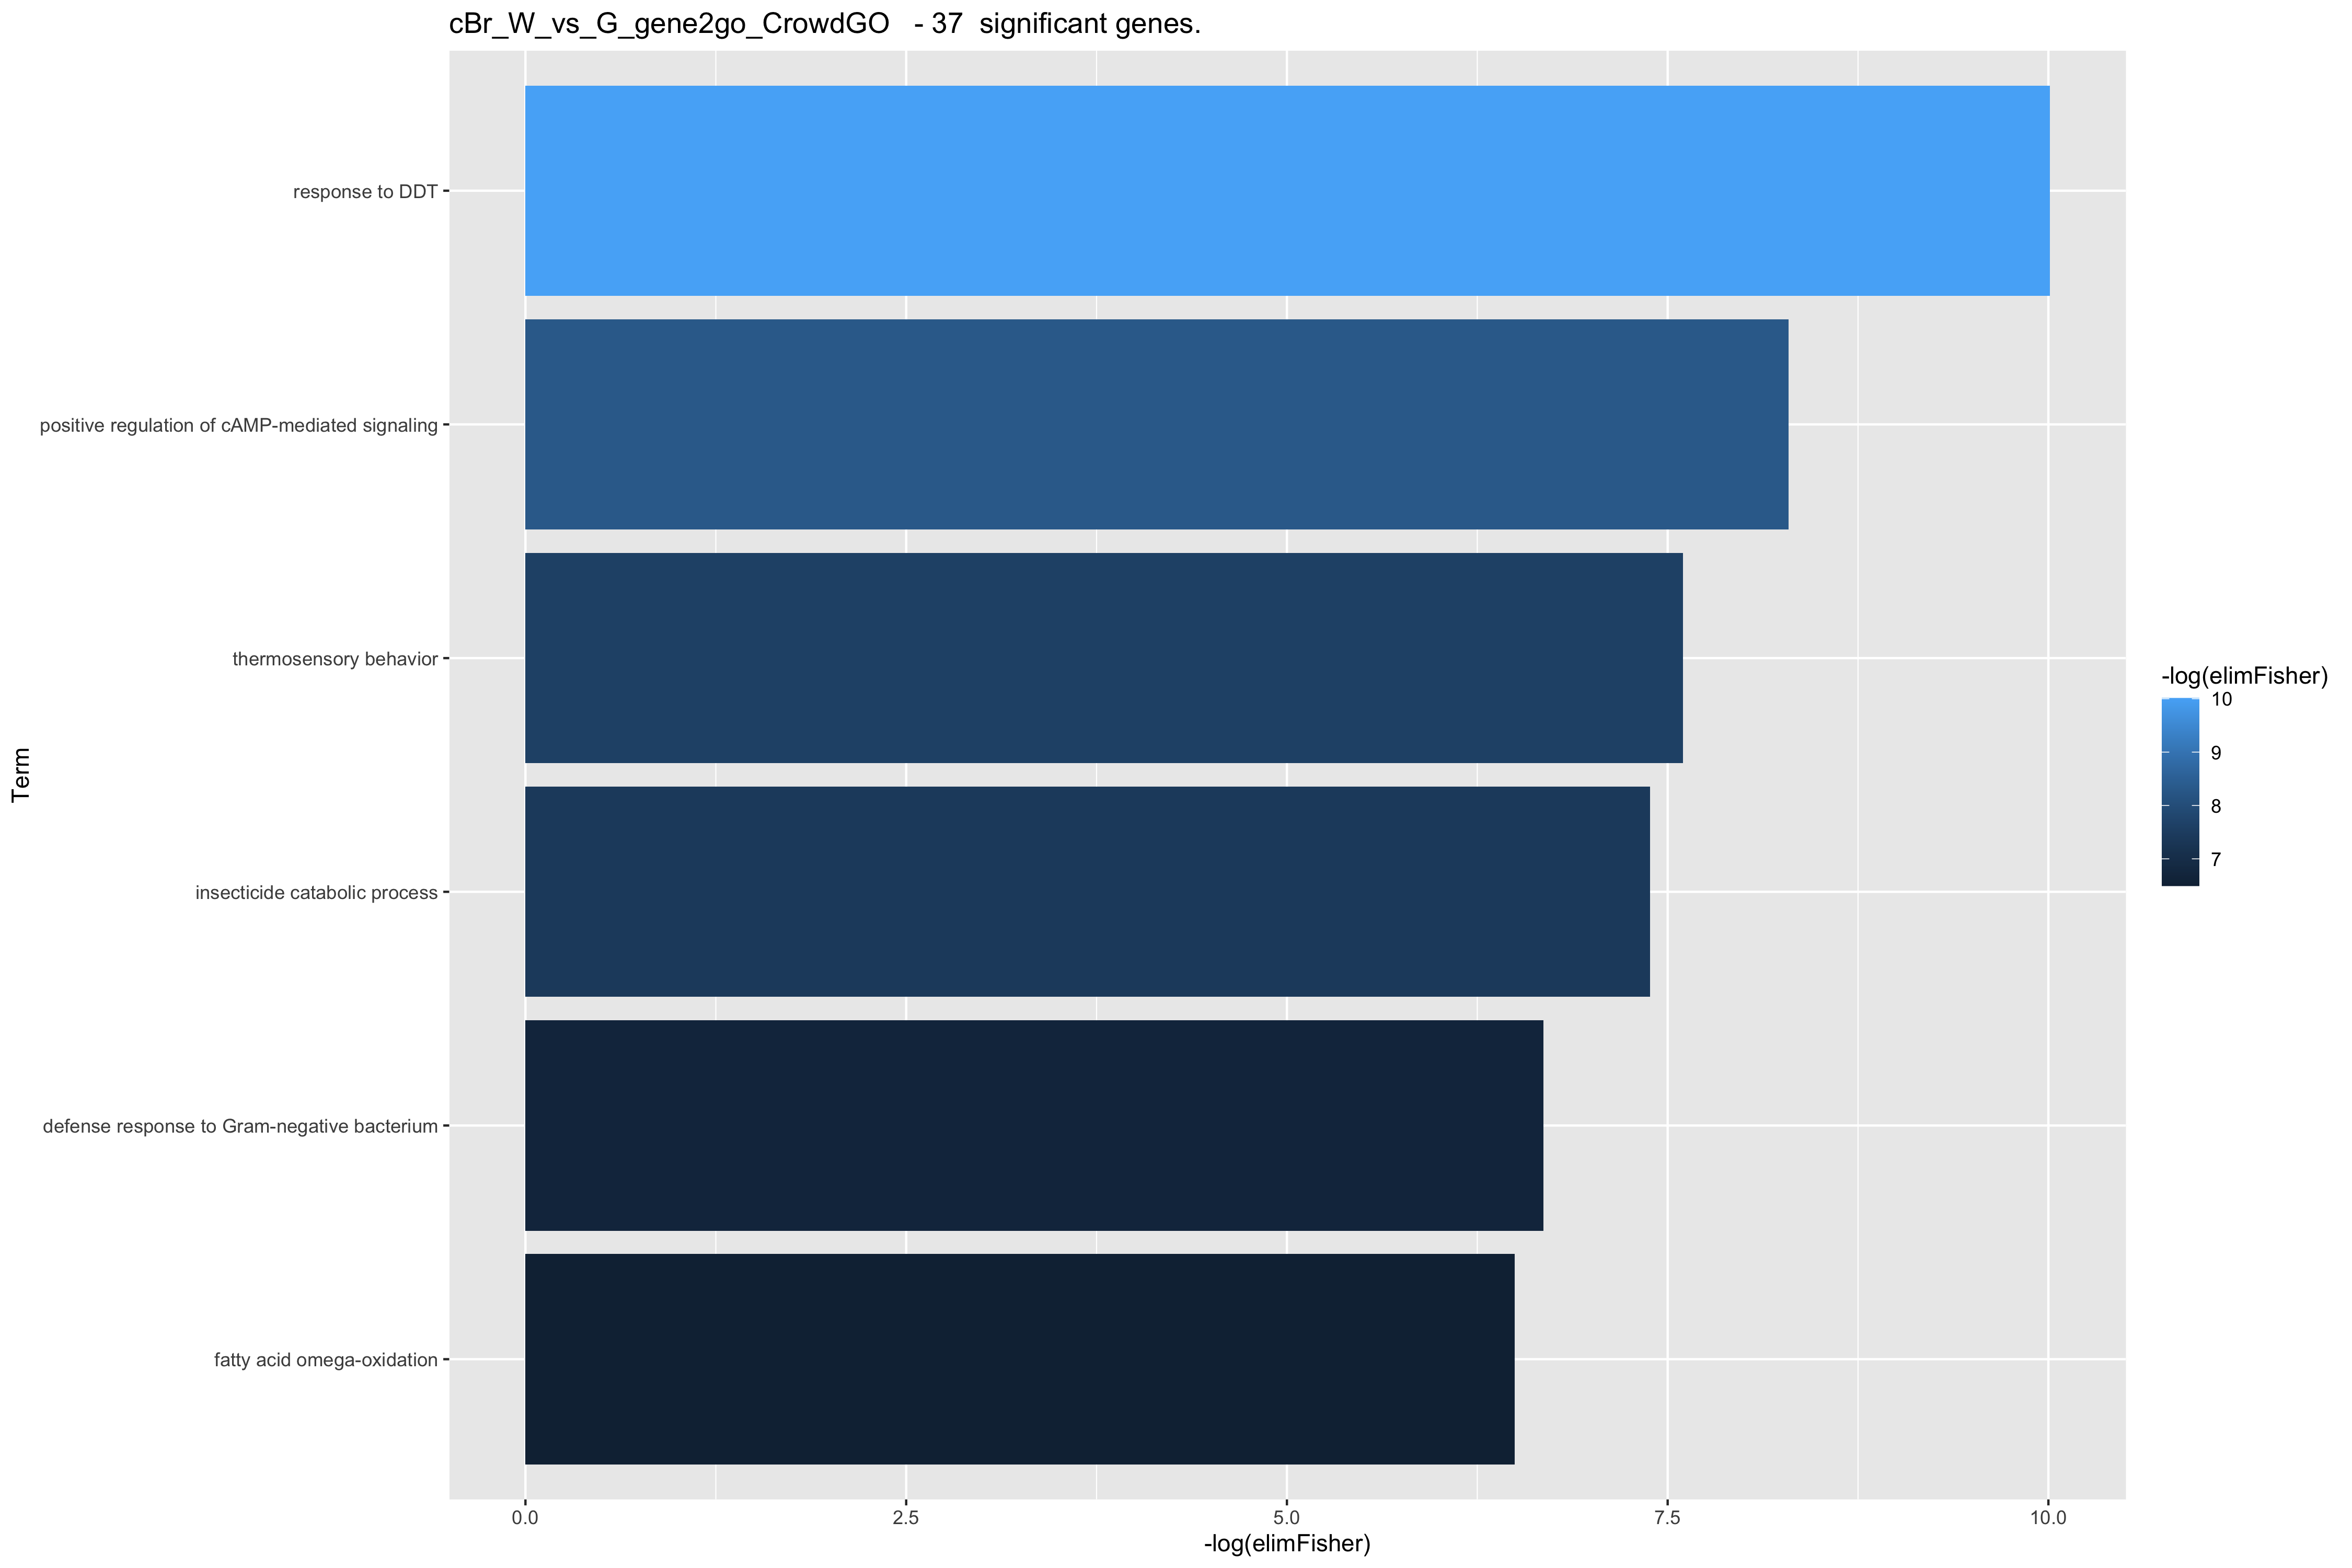 cBr_W_vs_G_gene2go_CrowdGO   - 37  significant genes.
Term
response to DDT
positive regulation of cAMP-mediated signaling
thermosensory behavior
insecticide catabolic process
defense response to Gram-negative bacterium
fatty acid omega-oxidation
0.0
2.5
5.0
7.5
10.0
-log(elimFisher)
-log(elimFisher)
10
9
8
7